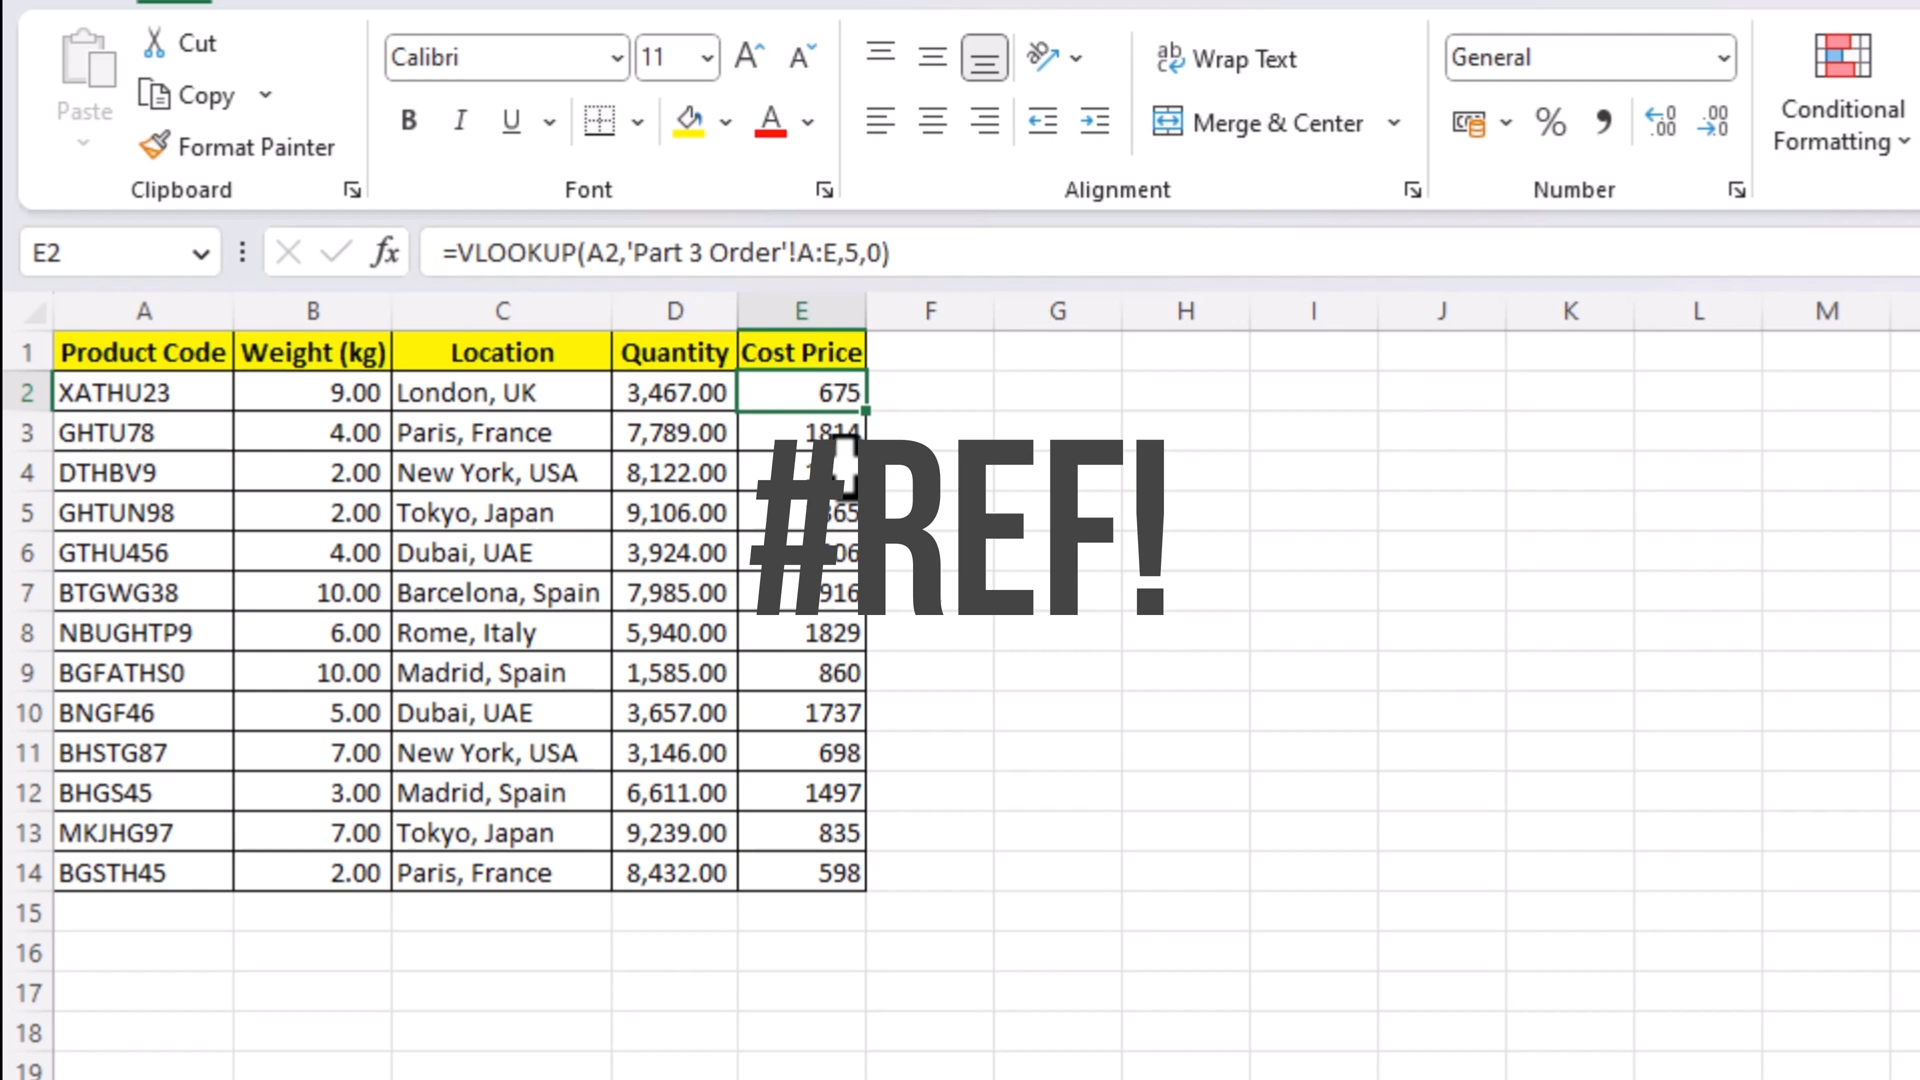 Cut
Copy
Paste
Format Painter
Clipboard
Calibri
11
A A
B I U A
Font
Wrap Text
Merge & Center
Alignment
General
% ,
Number
Conditional
Formatting
E2
fx
=VLOOKUP(A2,'Part 3 Order'!A:E,5,0)
A B C D E F G H I J K L M
1 Product Code Weight (kg) Location Quantity Cost Price
2 XATHU23 9.00 London, UK 3,467.00 675
3 GHTU78 4.00 Paris, France 7,789.00 1814
4 DTHBV9 2.00 New York, USA 8,122.00
5 GHTUN98 2.00 Tokyo, Japan 9,106.00
6 GTHU456 4.00 Dubai, UAE 3,924.00
7 BTGWG38 10.00 Barcelona, Spain 7,985.00
#REF!
8 NBUGHTP9 6.00 Rome, Italy 5,940.00 1829
9 BGFATHS0 10.00 Madrid, Spain 1,585.00 860
10 BNGF46 5.00 Dubai, UAE 3,657.00 1737
11 BHSTG87 7.00 New York, USA 3,146.00 698
12 BHGS45 3.00 Madrid, Spain 6,611.00 1497
13 MKJHG97 7.00 Tokyo, Japan 9,239.00 835
14 BGSTH45 2.00 Paris, France 8,432.00 598
15
16
17
18
19